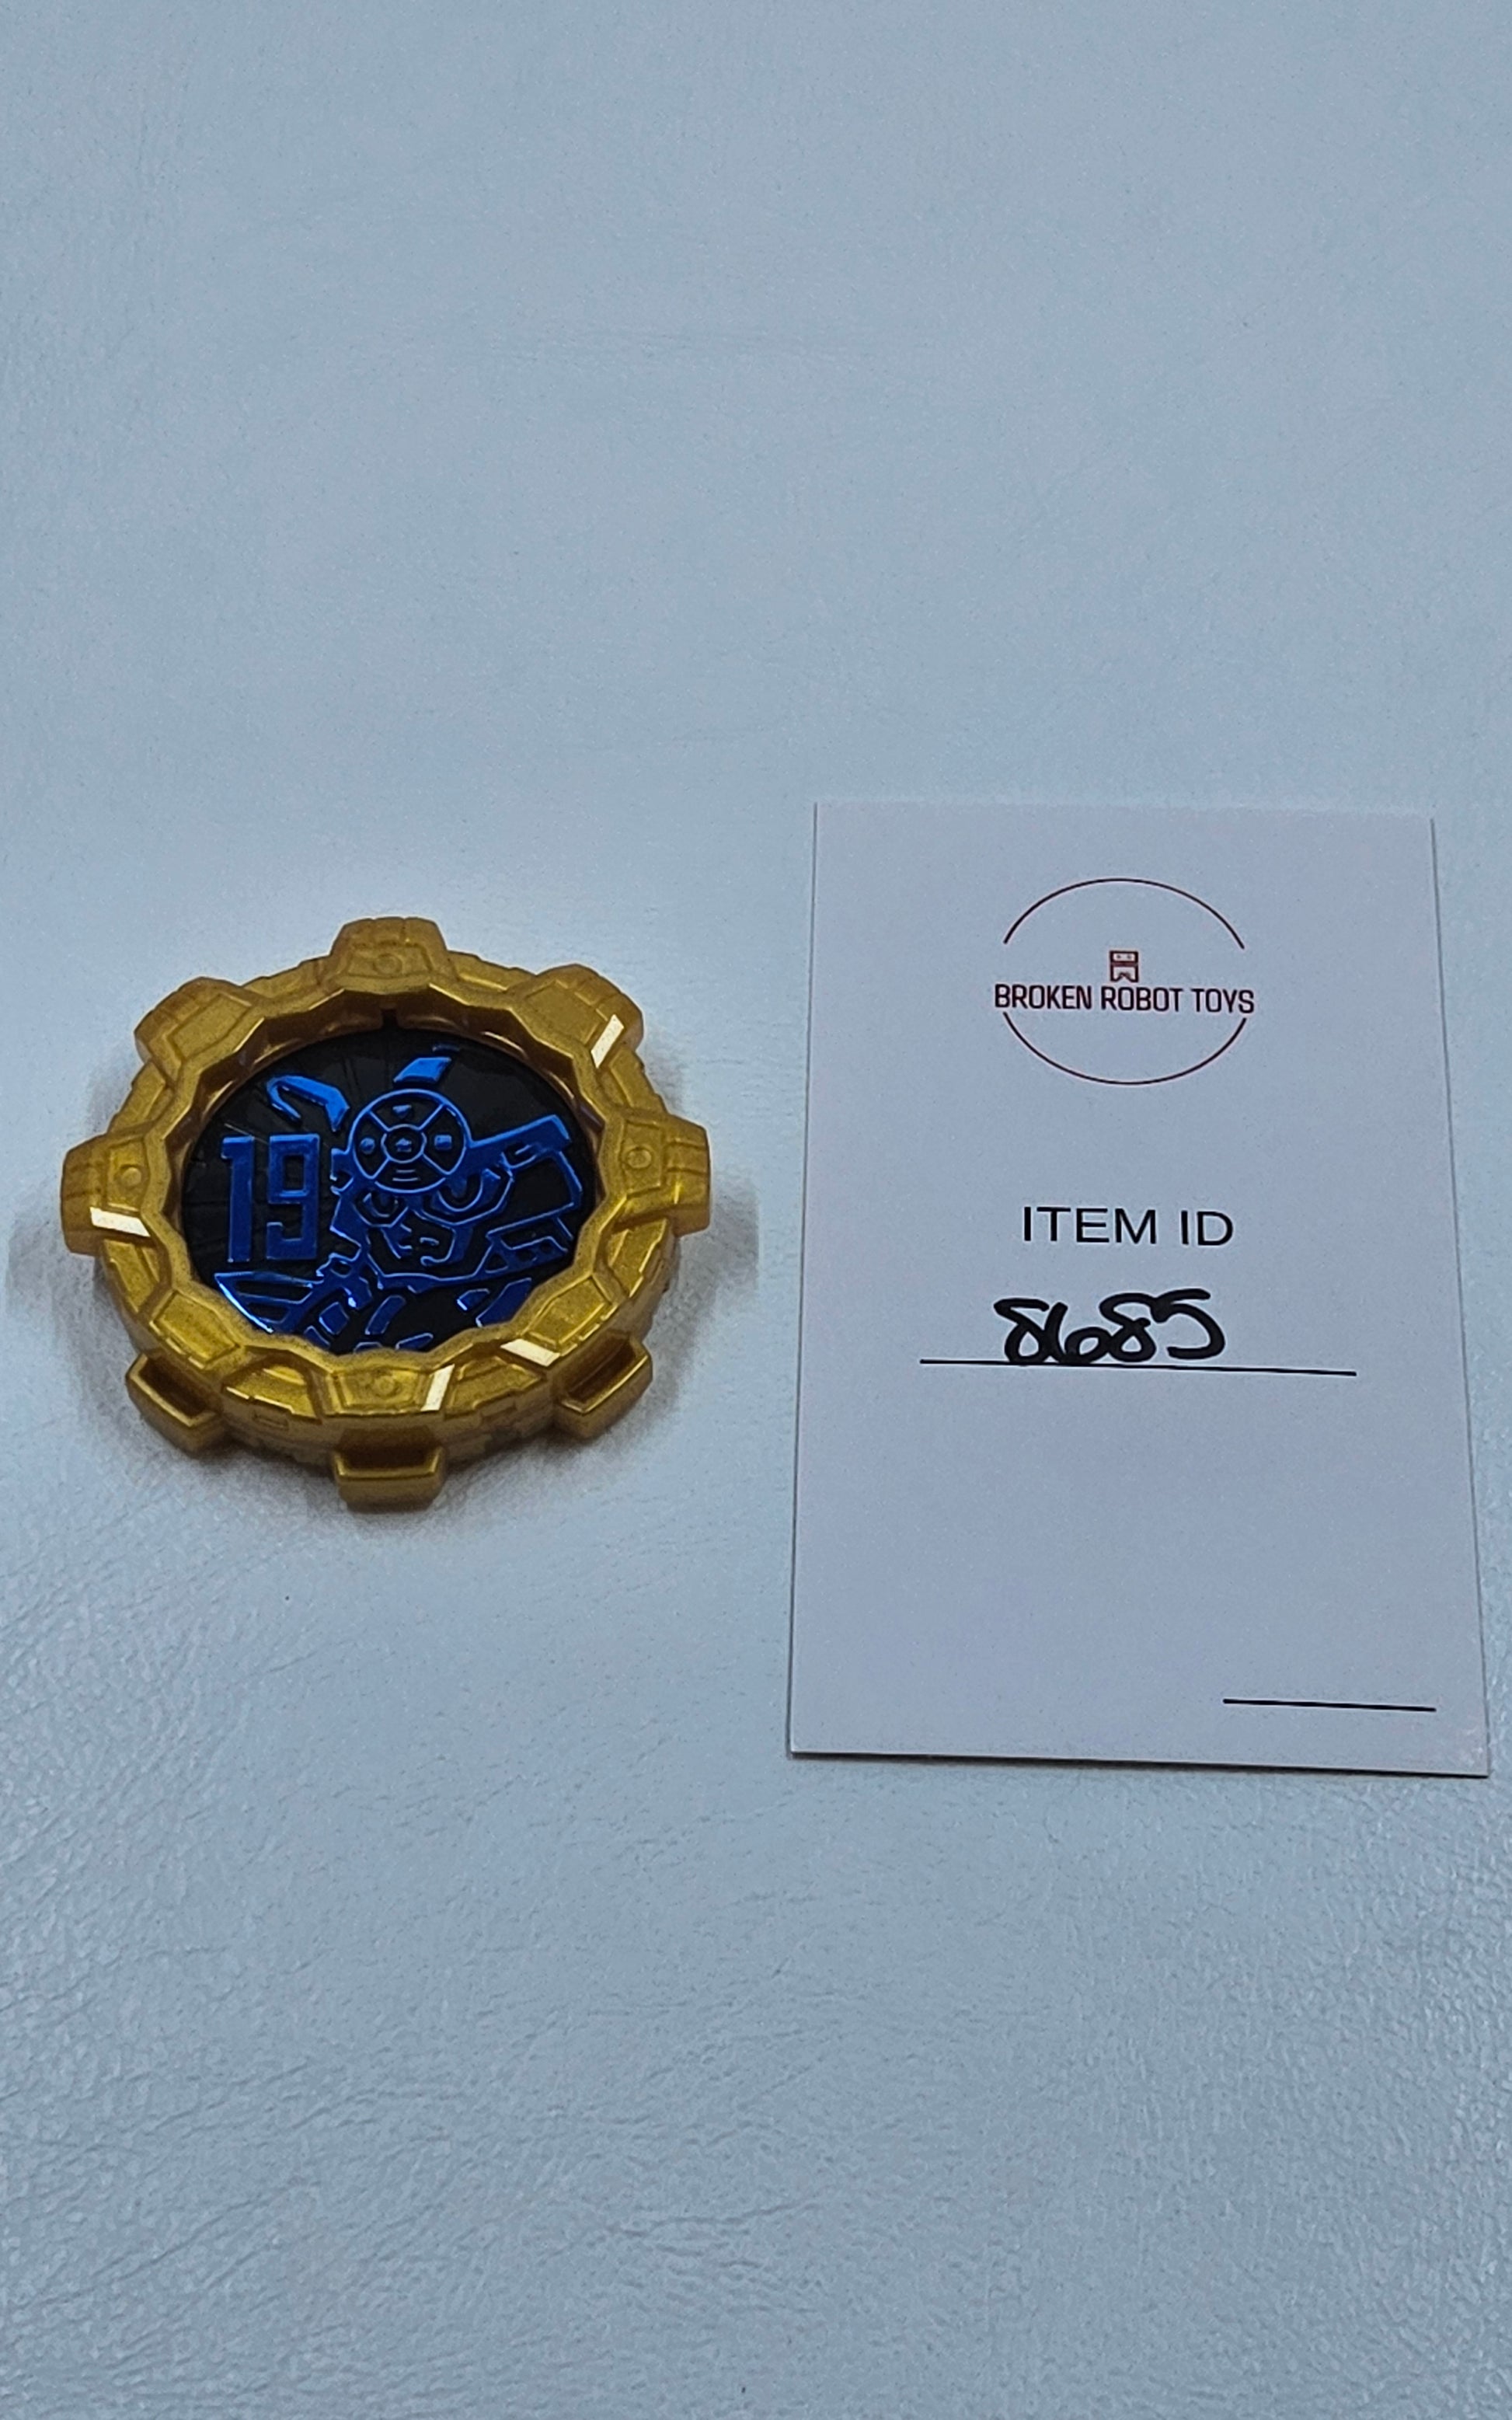 19
BROKEN ROBOT TOYS
ITEM ID
8685